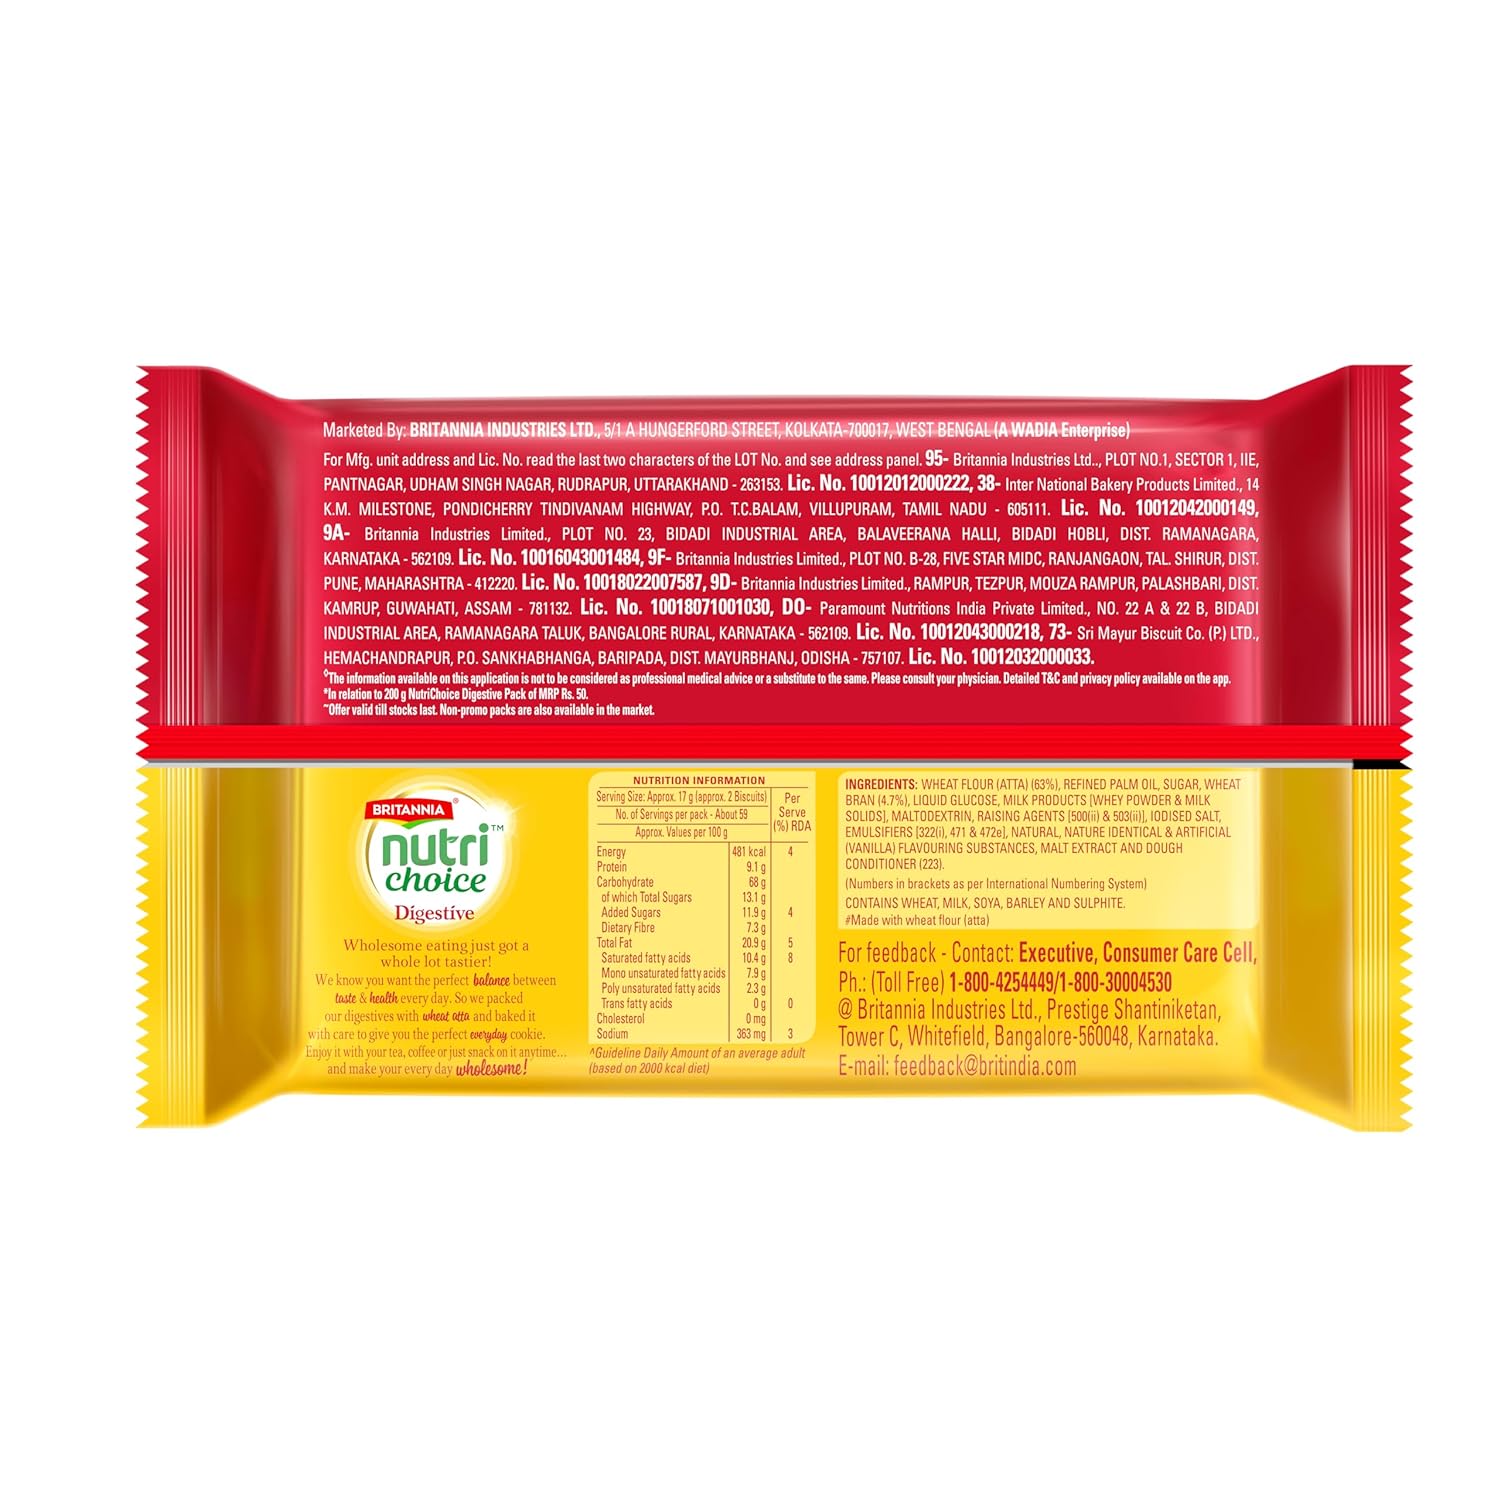 Marketed By: BRITANNIA INDUSTRIES LTD., 5/1 A HUNGERFORD STREET, KOLKATA-700017, WEST BENGAL (A WADIA Enterprise)
For Mfg. unit address and Lic. No. read the last two characters of the LOT No. and see address panel. 95- Britannia Industries Ltd.., PLOT NO.1, SECTOR 1, IIE,
PANTNAGAR, UDHAM SINGH NAGAR, RUDRAPUR, UTTARAKHAND - 263153. Lic. No. 10012012000222, 38- Inter National Bakery Products Limited., 14
K.M. MILESTONE, PONDICHERRY TINDIVANAM HIGHWAY, P.O. T.C.BALAM, VILLUPURAM, TAMIL NADU - 605111. Lic. No. 10012042000149,
9A- Britannia Industries Limited., PLOT NO. 23, BIDADI INDUSTRIAL AREA, BALAVEERANA HALLI, BIDADI HOBLI, DIST. RAMANAGARA,
KARNATAKA - 562109. Lic. No. 10016043001484, 9F- Britannia Industries Limited., PLOT NO. B-28, FIVE STAR MIDC, RANJANGAON, TAL. SHIRUR, DIST.
PUNE, MAHARASHTRA - 412220. Lic. No. 10018022007587, 9D- Britannia Industries Limited., RAMPUR, TEZPUR, MOUZA RAMPUR, PALASHBARI, DIST.
KAMRUP, GUWAHATI, ASSAM - 781132. Lic. No. 10018071001030, DO- Paramount Nutritions India Private Limited., NO. 22 A & 22 B, BIDADI
INDUSTRIAL AREA, RAMANAGARA TALUK, BANGALORE RURAL, KARNATAKA - 562109. Lic. No. 10012043000218, 73- Sri Mayur Biscuit Co. (P.) LTD.,
HEMACHANDRAPUR, P.O. SANKHABHANGA, BARIPADA, DIST. MAYURBHANJ, ODISHA - 757107. Lic. No. 10012032000033.
◊The information available on this application is not to be considered as professional medical advice or a substitute to the same. Please consult your physician. Detailed T&C and privacy policy available on the app.
*In relation to 200 g NutriChoice Digestive Pack of MRP Rs. 50.
~Offer valid till stocks last. Non-promo packs are also available in the market.
BRITANNIA®
nutri™
choice
Digestive
Wholesome eating just got a
whole lot tastier!
We know you want the perfect balance between
taste & health every day. So we packed
our digestives with wheat atta and baked it
with care to give you the perfect everyday cookie.
Enjoy it with your tea, coffee or just snack on it anytime...
and make your every day wholesome!
NUTRITION INFORMATION
Serving Size: Approx. 17 g (approx. 2 Biscuits)
No. of Servings per pack - About 59
Approx. Values per 100 g
Per
Serve
(%) RDA
Energy 481 kcal 4
Protein 9.1 g
Carbohydrate 68 g
of which Total Sugars 13.1 g
Added Sugars 11.9 g 4
Dietary Fibre 7.3 g
Total Fat 20.9 g 5
Saturated fatty acids 10.4 g 8
Mono unsaturated fatty acids 7.9 g
Poly unsaturated fatty acids 2.3 g
Trans fatty acids 0 g 0
Cholesterol 0 mg
Sodium 363 mg 3
^Guideline Daily Amount of an average adult
(based on 2000 kcal diet)
INGREDIENTS: WHEAT FLOUR (ATTA) (63%), REFINED PALM OIL, SUGAR, WHEAT
BRAN (4.7%), LIQUID GLUCOSE, MILK PRODUCTS [WHEY POWDER & MILK
SOLIDS], MALTODEXTRIN, RAISING AGENTS [500(ii) & 503(ii)], IODISED SALT,
EMULSIFIERS [322(i), 471 & 472e], NATURAL, NATURE IDENTICAL & ARTIFICIAL
(VANILLA) FLAVOURING SUBSTANCES, MALT EXTRACT AND DOUGH
CONDITIONER (223).
(Numbers in brackets as per International Numbering System)
CONTAINS WHEAT, MILK, SOYA, BARLEY AND SULPHITE.
#Made with wheat flour (atta)
For feedback - Contact: Executive, Consumer Care Cell,
Ph.: (Toll Free) 1-800-4254449/1-800-30004530
@ Britannia Industries Ltd., Prestige Shantiniketan,
Tower C, Whitefield, Bangalore-560048, Karnataka.
E-mail: feedback@britindia.com